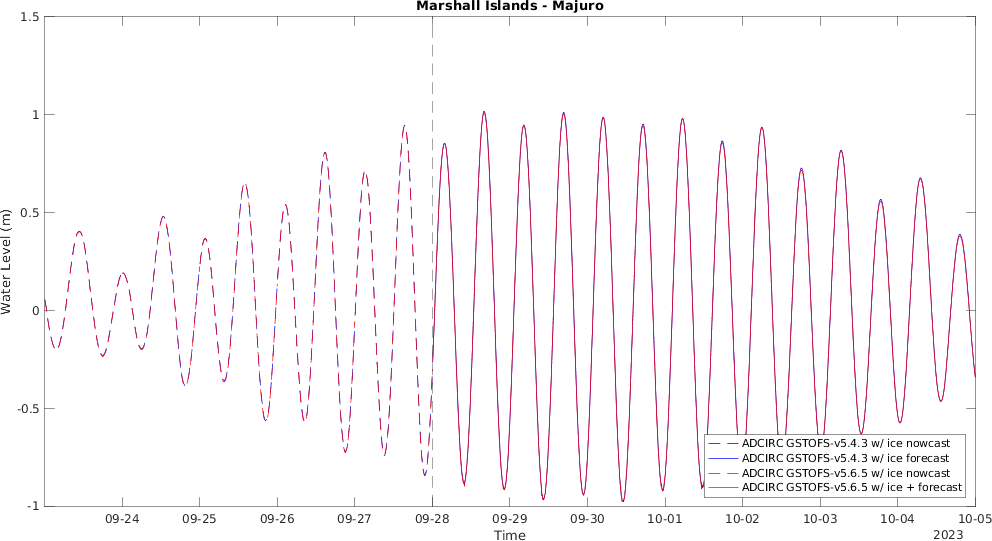 Marshall Islands - Majuro
1.5
1
0.5
0
-0.5
-1
Water Level (m)
ADCIRC GSTOFS-v5.4.3 w/ ice nowcast
ADCIRC GSTOFS-v5.4.3 w/ ice forecast
ADCIRC GSTOFS-v5.6.5 w/ ice nowcast
ADCIRC GSTOFS-v5.6.5 w/ ice + forecast
09-24 09-25 09-26 09-27 09-28 09-29 09-30 10-01 10-02 10-03 10-04 10-05
Time
2023